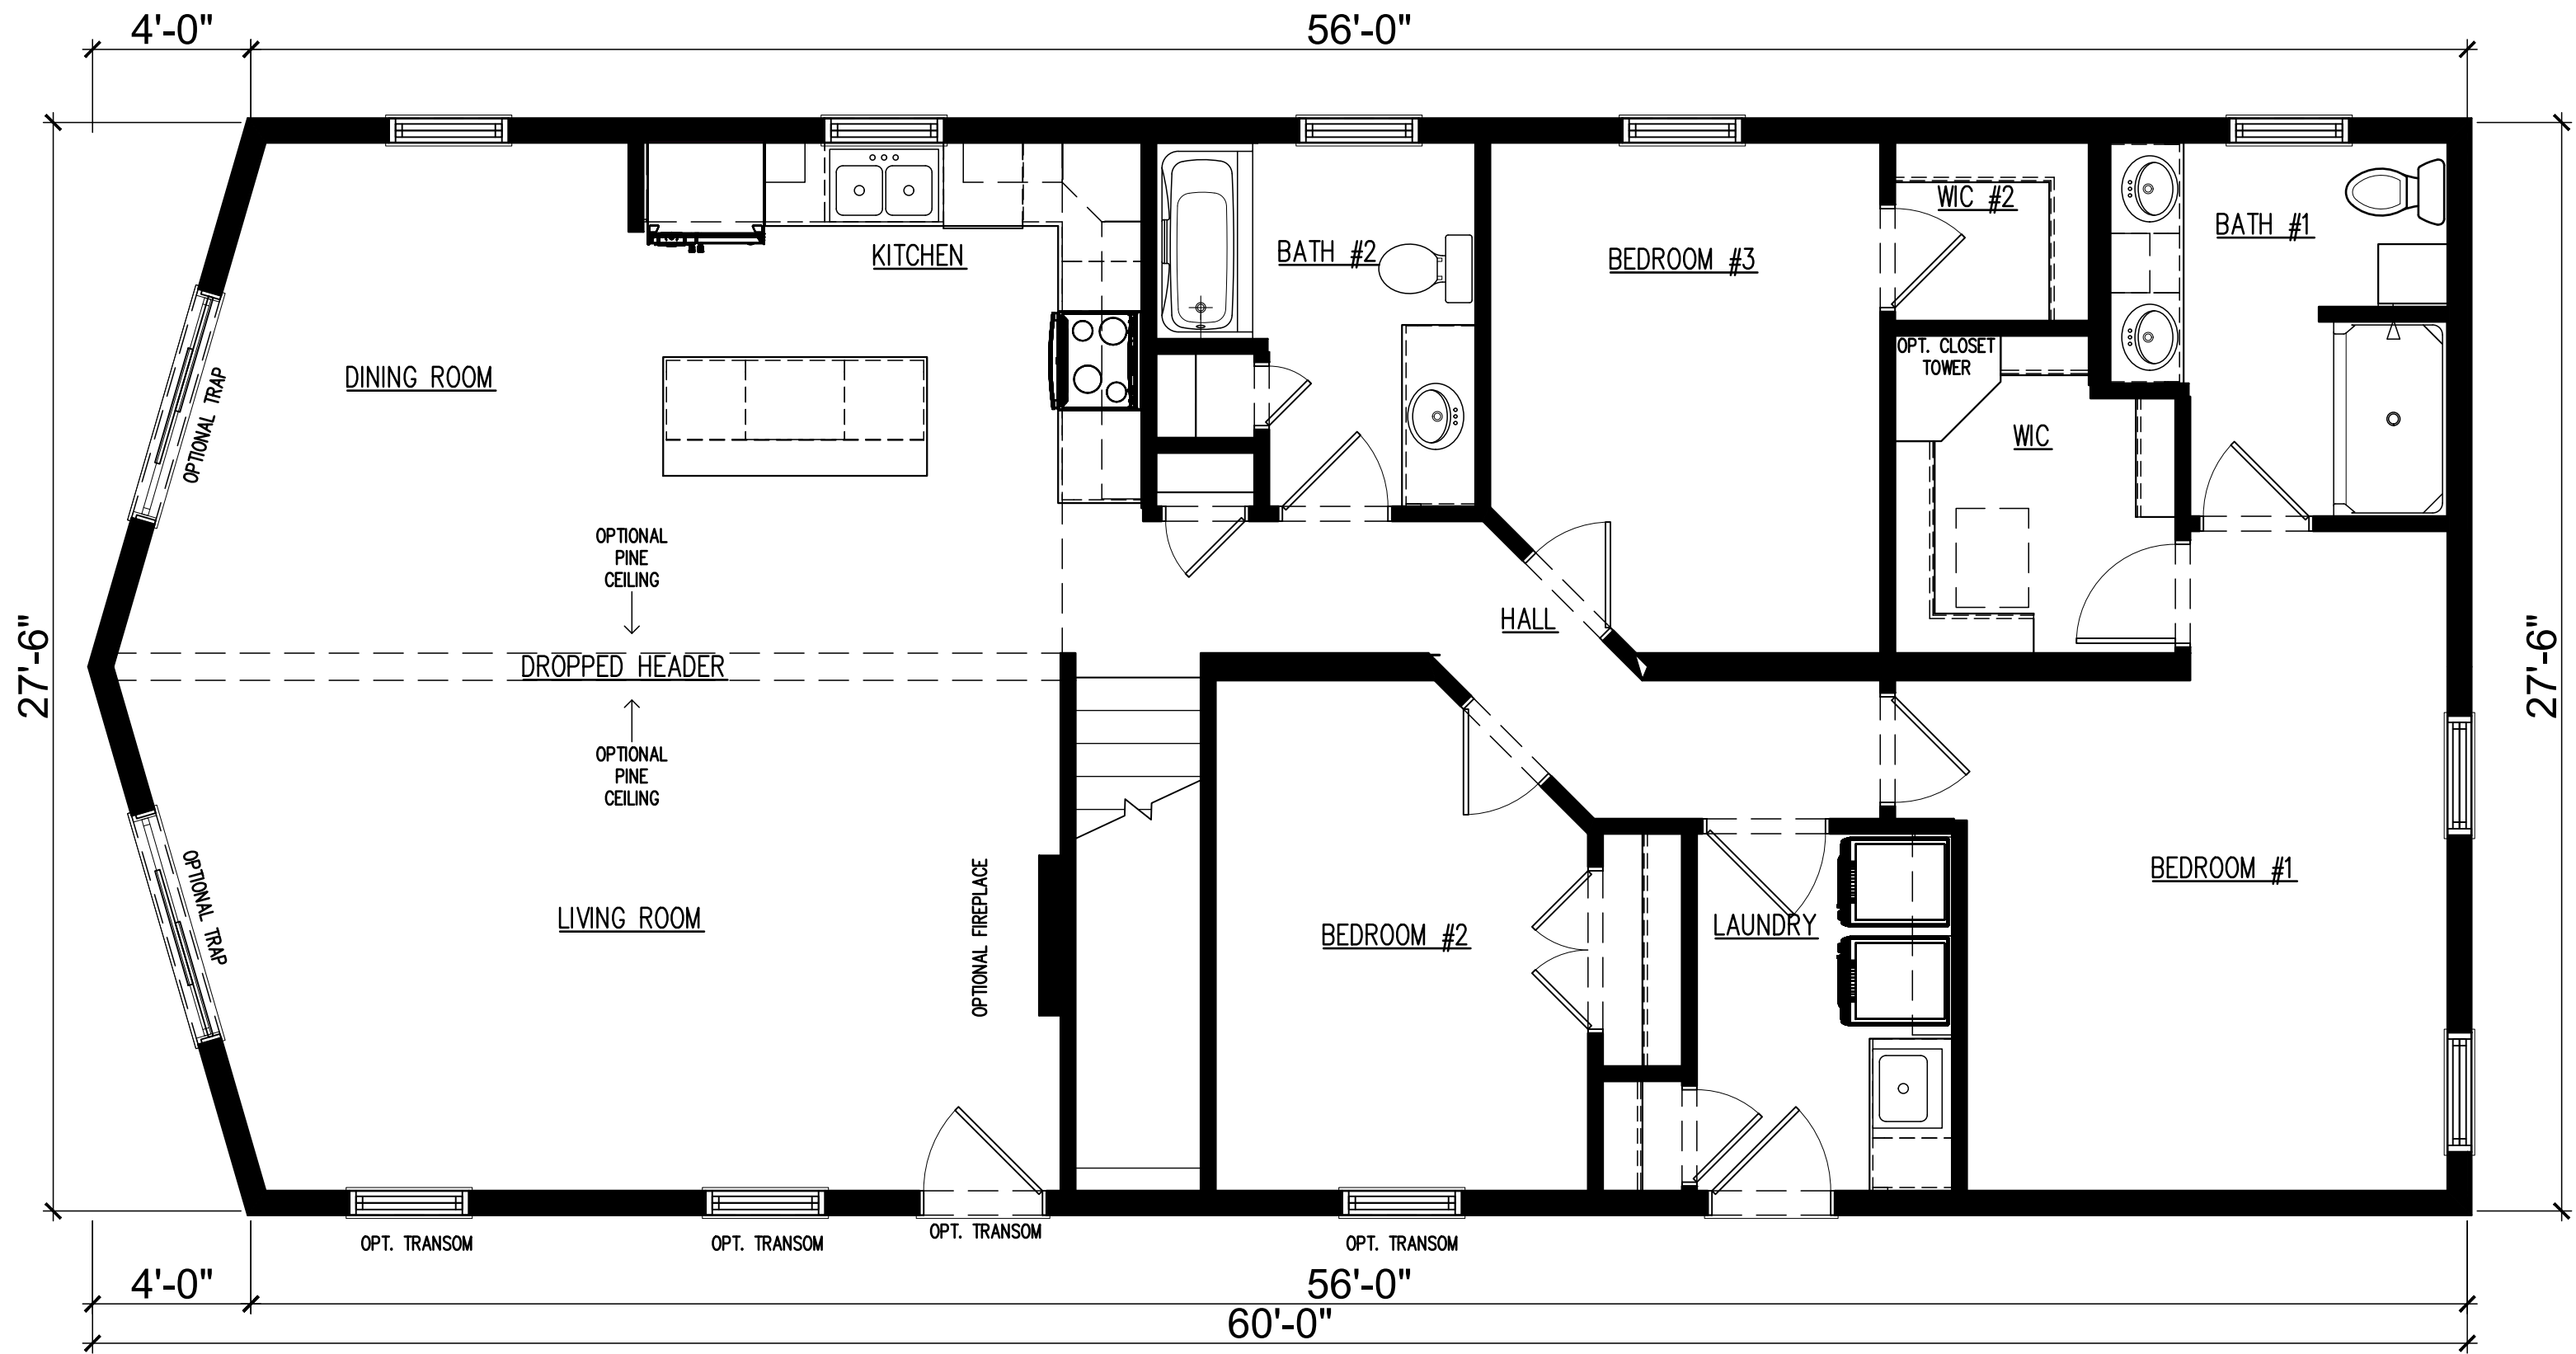 4'-0"
56'-0"
WIC #2
BATH #1
BATH #2
KITCHEN
BEDROOM #3
OPT. CLOSET
TOWER
DINING ROOM
OPTIONAL TRAP
WIC
OPTIONAL
PINE
CEILING
HALL
27'-6"
DROPPED HEADER
27'-6"
OPTIONAL
PINE
CEILING
OPTIONAL TRAP
OPTIONAL FIREPLACE
BEDROOM #1
LIVING ROOM
BEDROOM #2
LAUNDRY
OPT. TRANSOM
OPT. TRANSOM
OPT. TRANSOM
OPT. TRANSOM
4'-0"
56'-0"
60'-0"